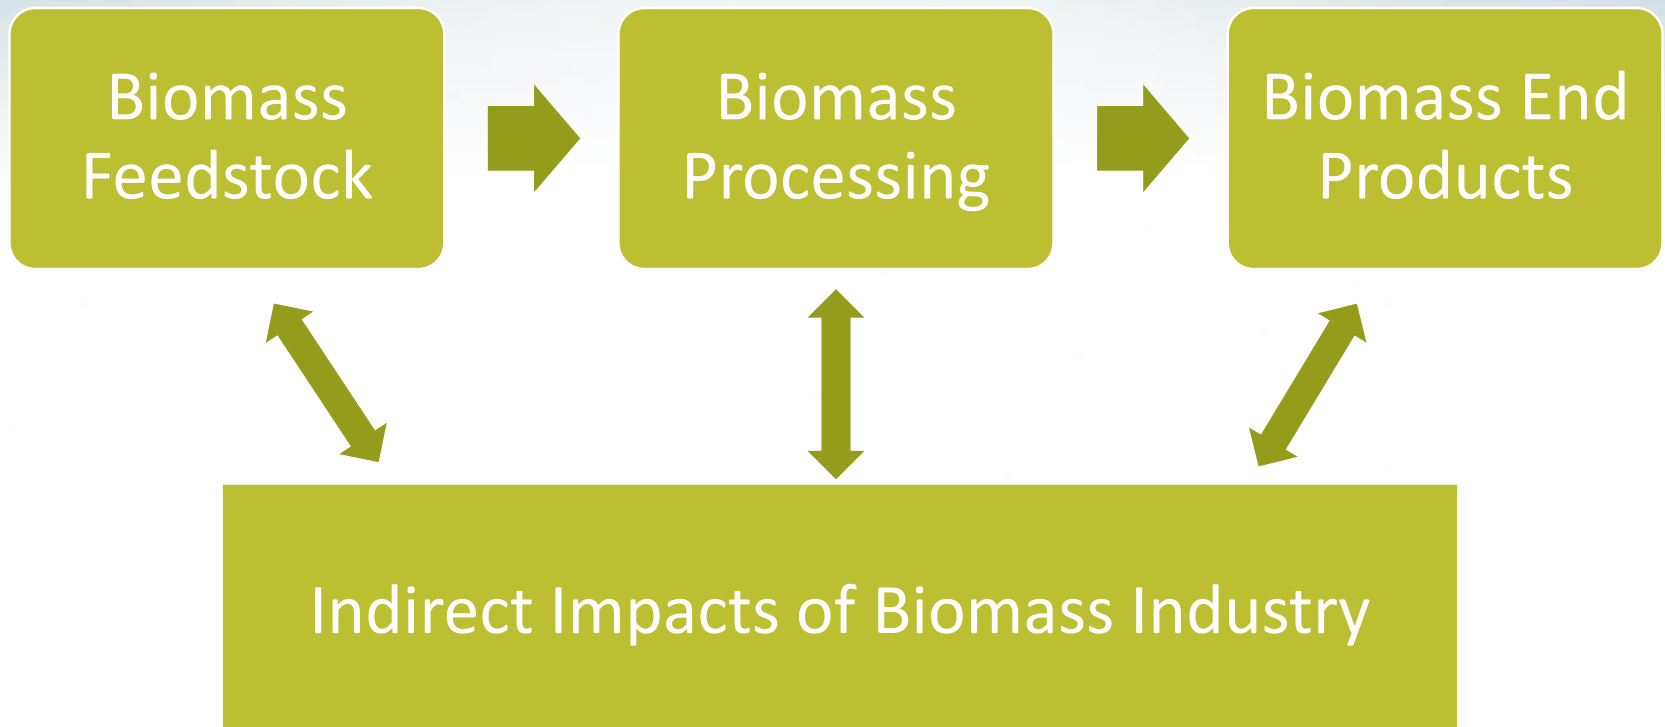 Biomass
Feedstock
Biomass
Processing
Biomass End
Products
Indirect Impacts of Biomass Industry